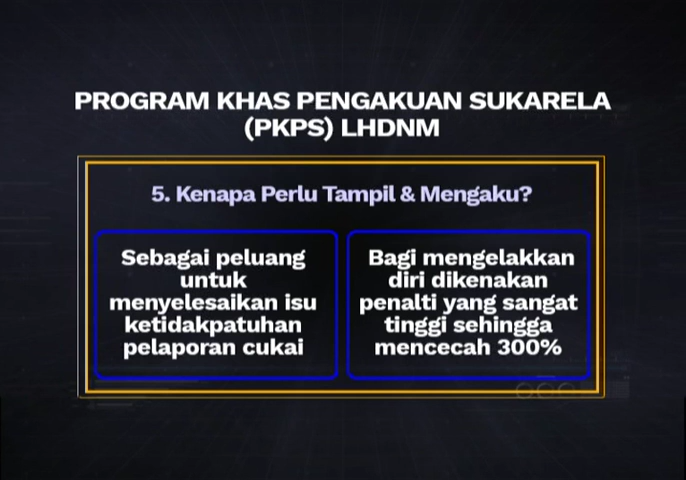 PROGRAM KHAS PENGAKUAN SUKARELA
(PKPS) LHDNM
5. Kenapa Perlu Tampil & Mengaku?
Sebagai peluang
untuk
menyelesaikan isu
ketidakpatuhan
pelaporan cukai
Bagi mengelakkan
diri dikenakan
penalti yang sangat
tinggi sehingga
mencecah 300%